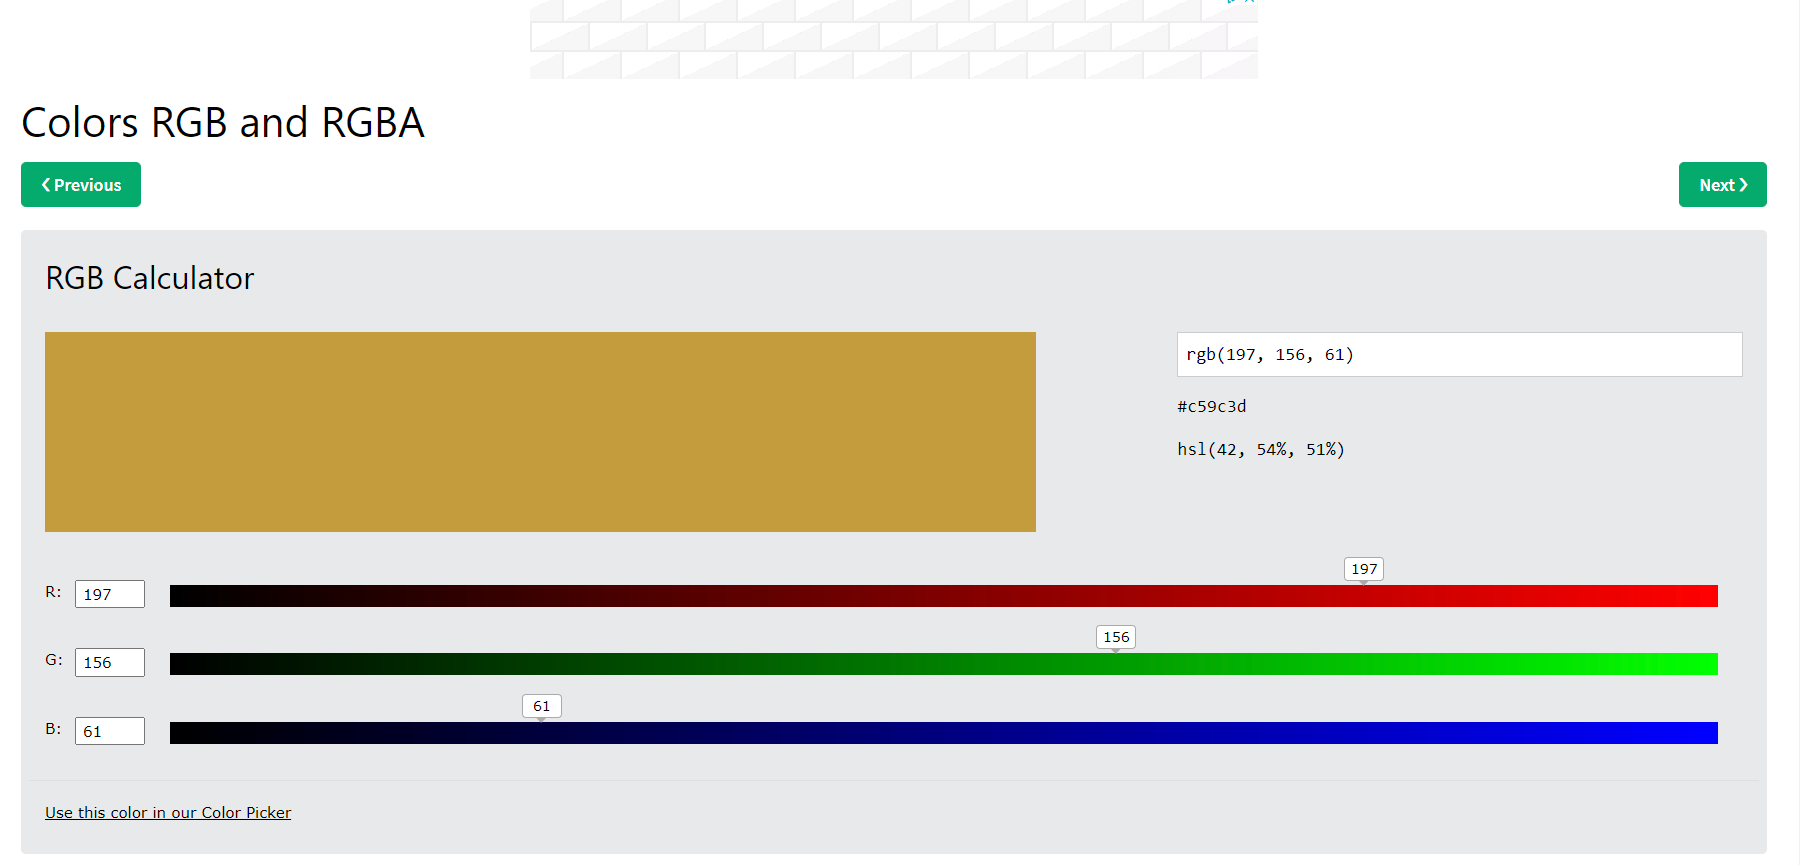 Colors RGB and RGBA
❮ Previous
Next ❯
RGB Calculator
rgb(197, 156, 61)
#c59c3d
hsl(42, 54%, 51%)
197
R: 197
156
G: 156
61
B: 61
Use this color in our Color Picker